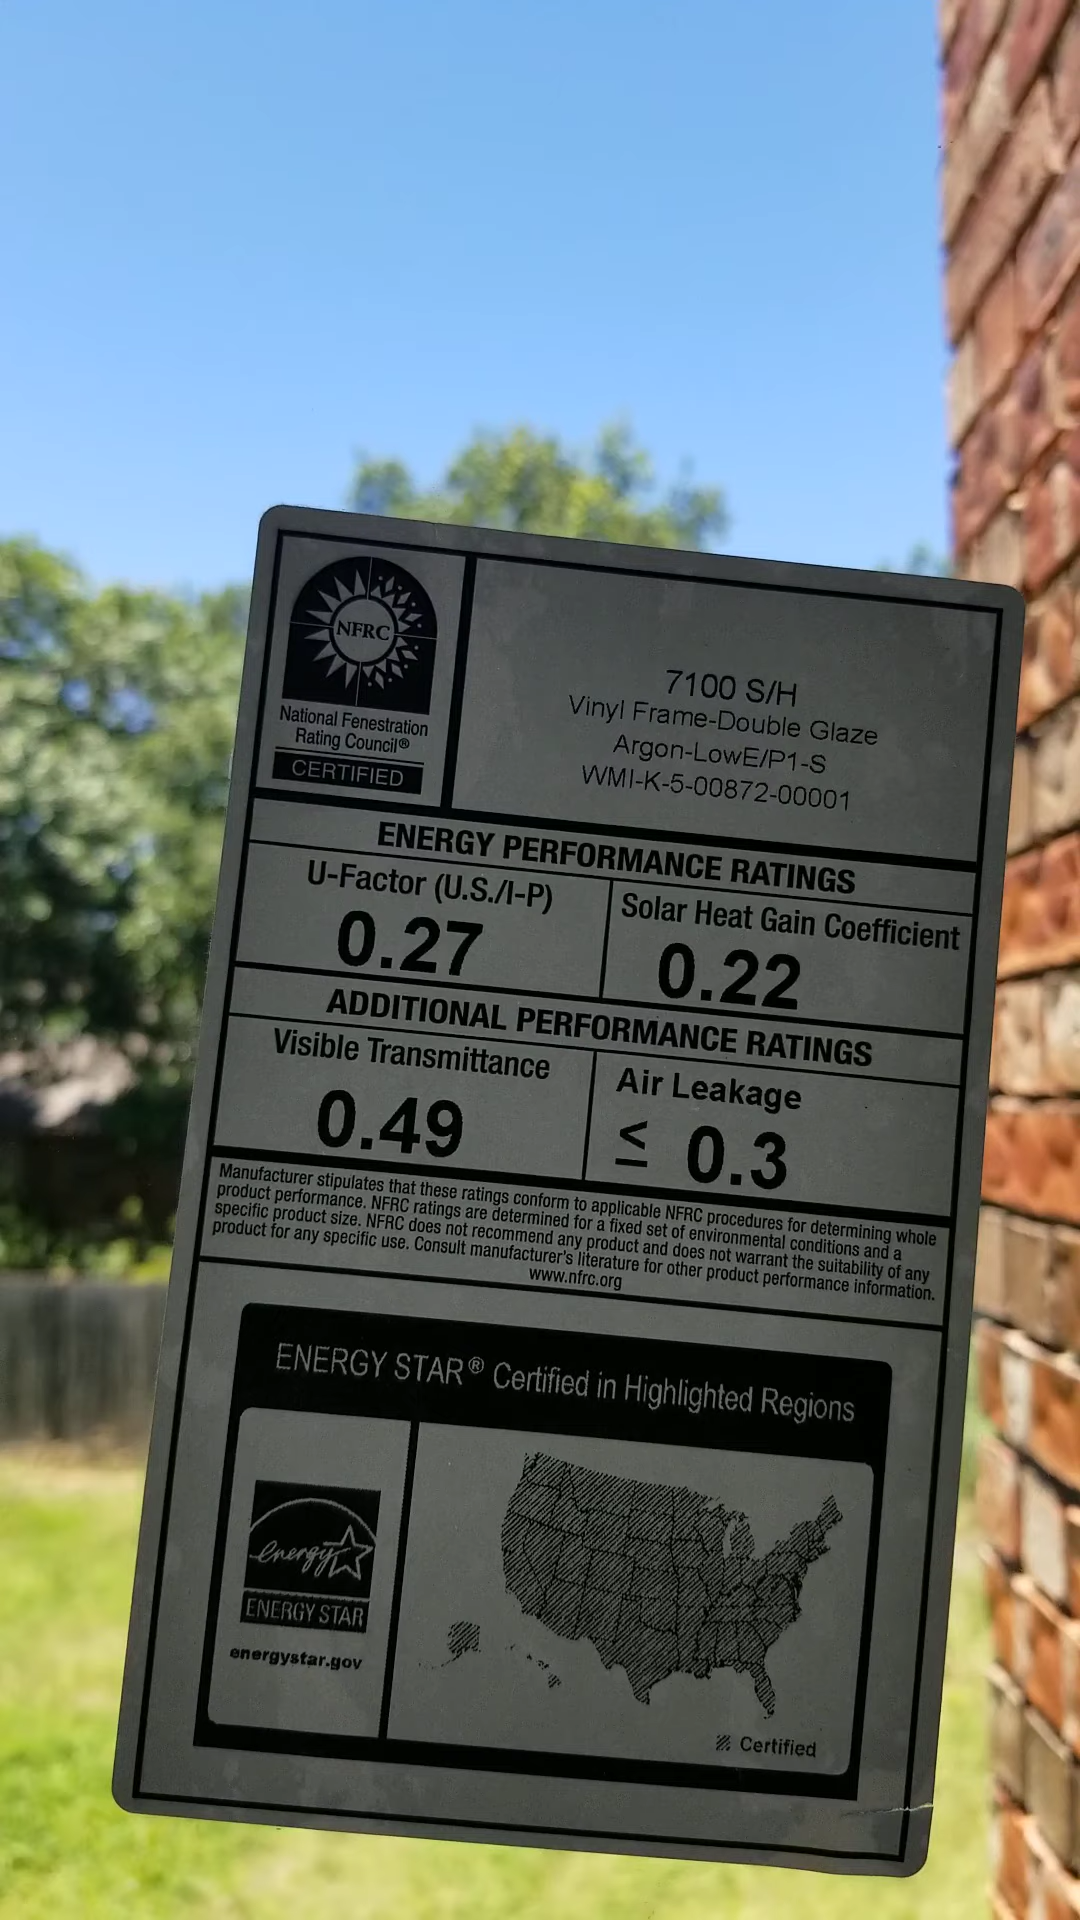 NFRC
National Fenestration
Rating Council®
CERTIFIED
7100 S/H
Vinyl Frame-Double Glaze
Argon-LowE/P1-S
WMI-K-5-00872-00001
ENERGY PERFORMANCE RATINGS
U-Factor (U.S./I-P)
0.27
Solar Heat Gain Coefficient
0.22
ADDITIONAL PERFORMANCE RATINGS
Visible Transmittance
0.49
Air Leakage
≤ 0.3
Manufacturer stipulates that these ratings conform to applicable NFRC procedures for determining whole
product performance. NFRC ratings are determined for a fixed set of environmental conditions and a
specific product size. NFRC does not recommend any product and does not warrant the suitability of any
product for any specific use. Consult manufacturer's literature for other product performance information.
www.nfrc.org
ENERGY STAR® Certified in Highlighted Regions
energy
ENERGY STAR
energystar.gov
Certified